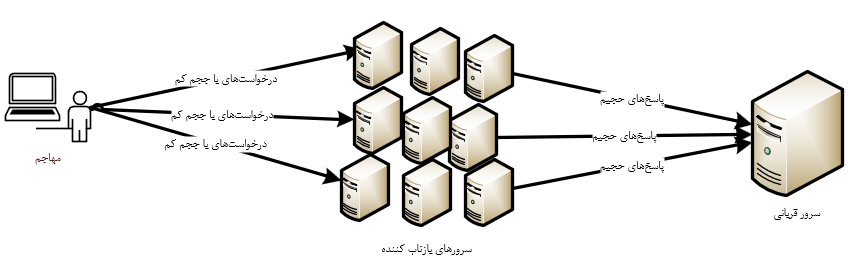 درخواست‌های با حجم کم
پاسخ‌های حجیم
درخواست‌های با حجم کم
پاسخ‌های حجیم
درخواست‌های با حجم کم
پاسخ‌های حجیم
مهاجم
سرور قربانی
سرورهای بازتاب کننده